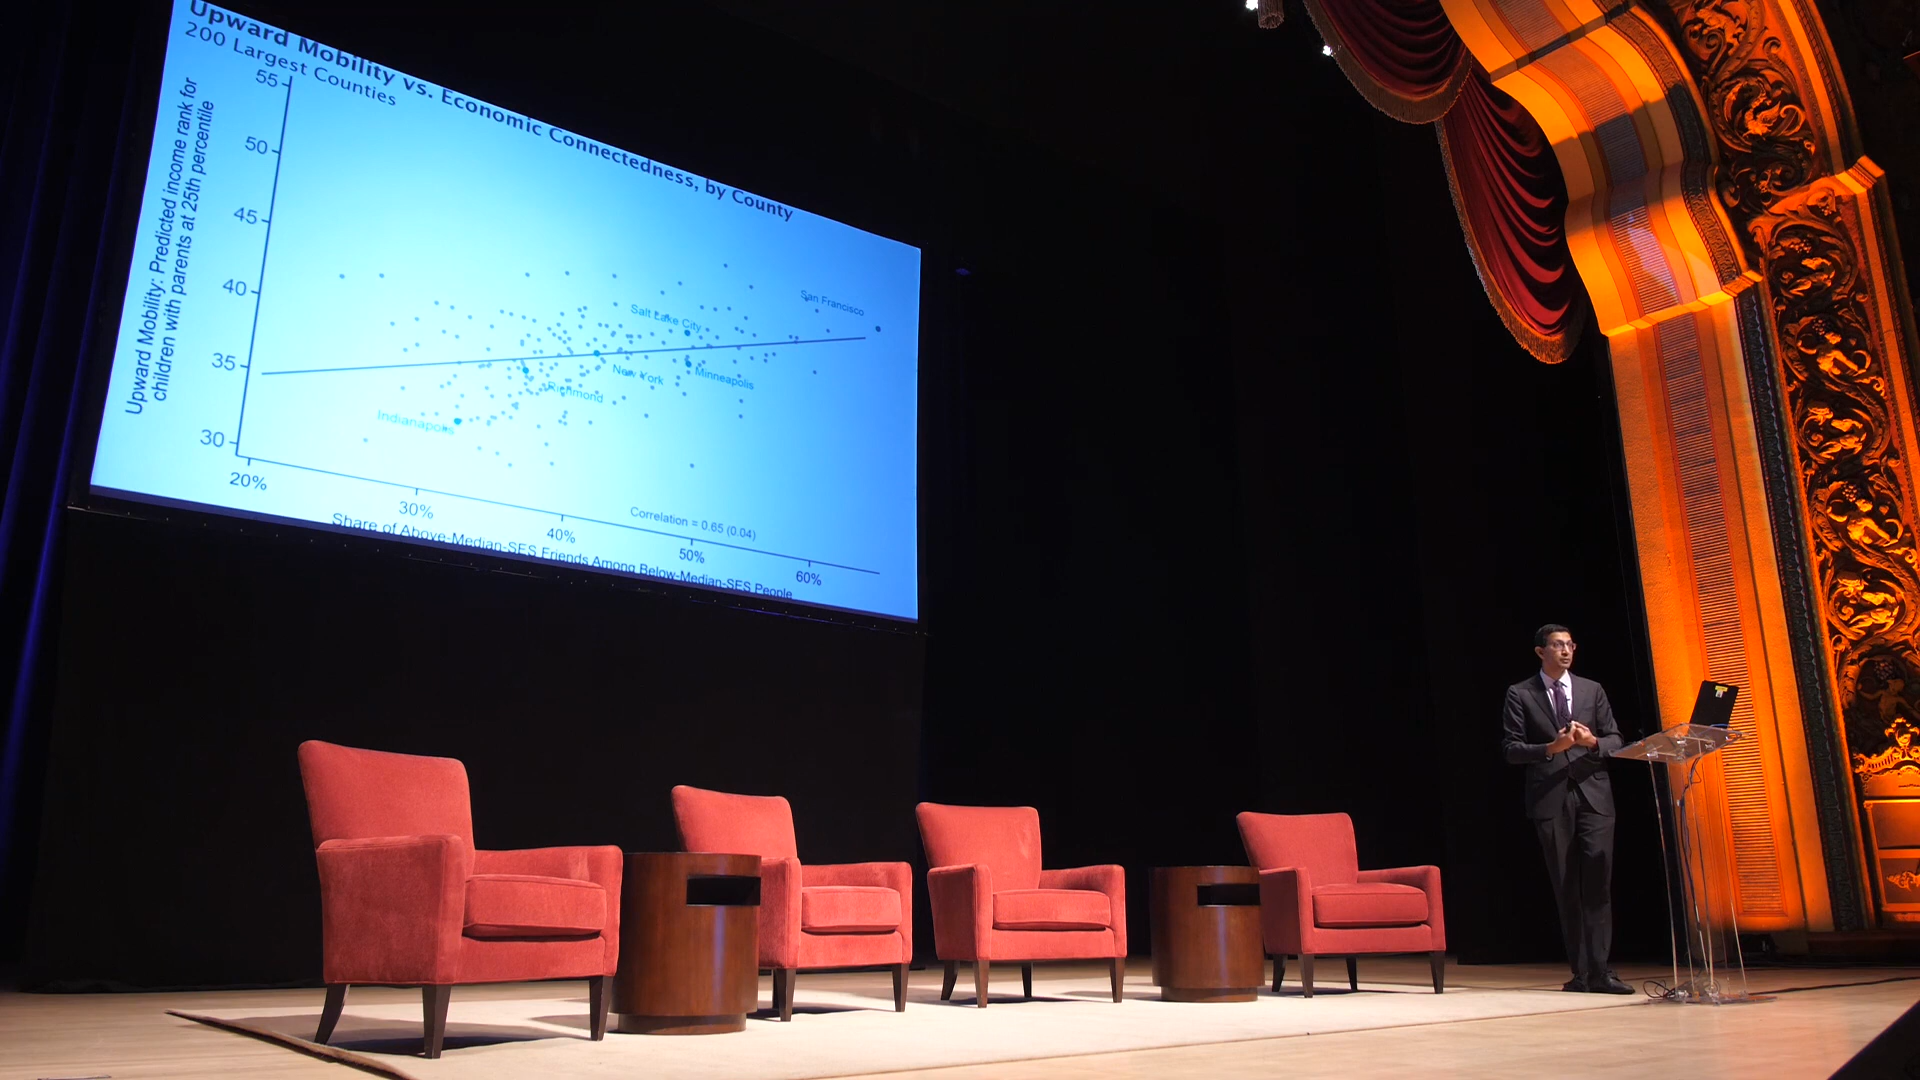 Upward Mobility vs. Economic Connectedness, by County
200 Largest Counties
Upward Mobility: Predicted income rank for
children with parents at 25th percentile
55
50
45
40
35
30
San Francisco
Salt Lake City
New York
Minneapolis
Richmond
Indianapolis
Correlation = 0.65 (0.04)
20%
30%
40%
50%
60%
Share of Above-Median-SES Friends Among Below-Median-SES People